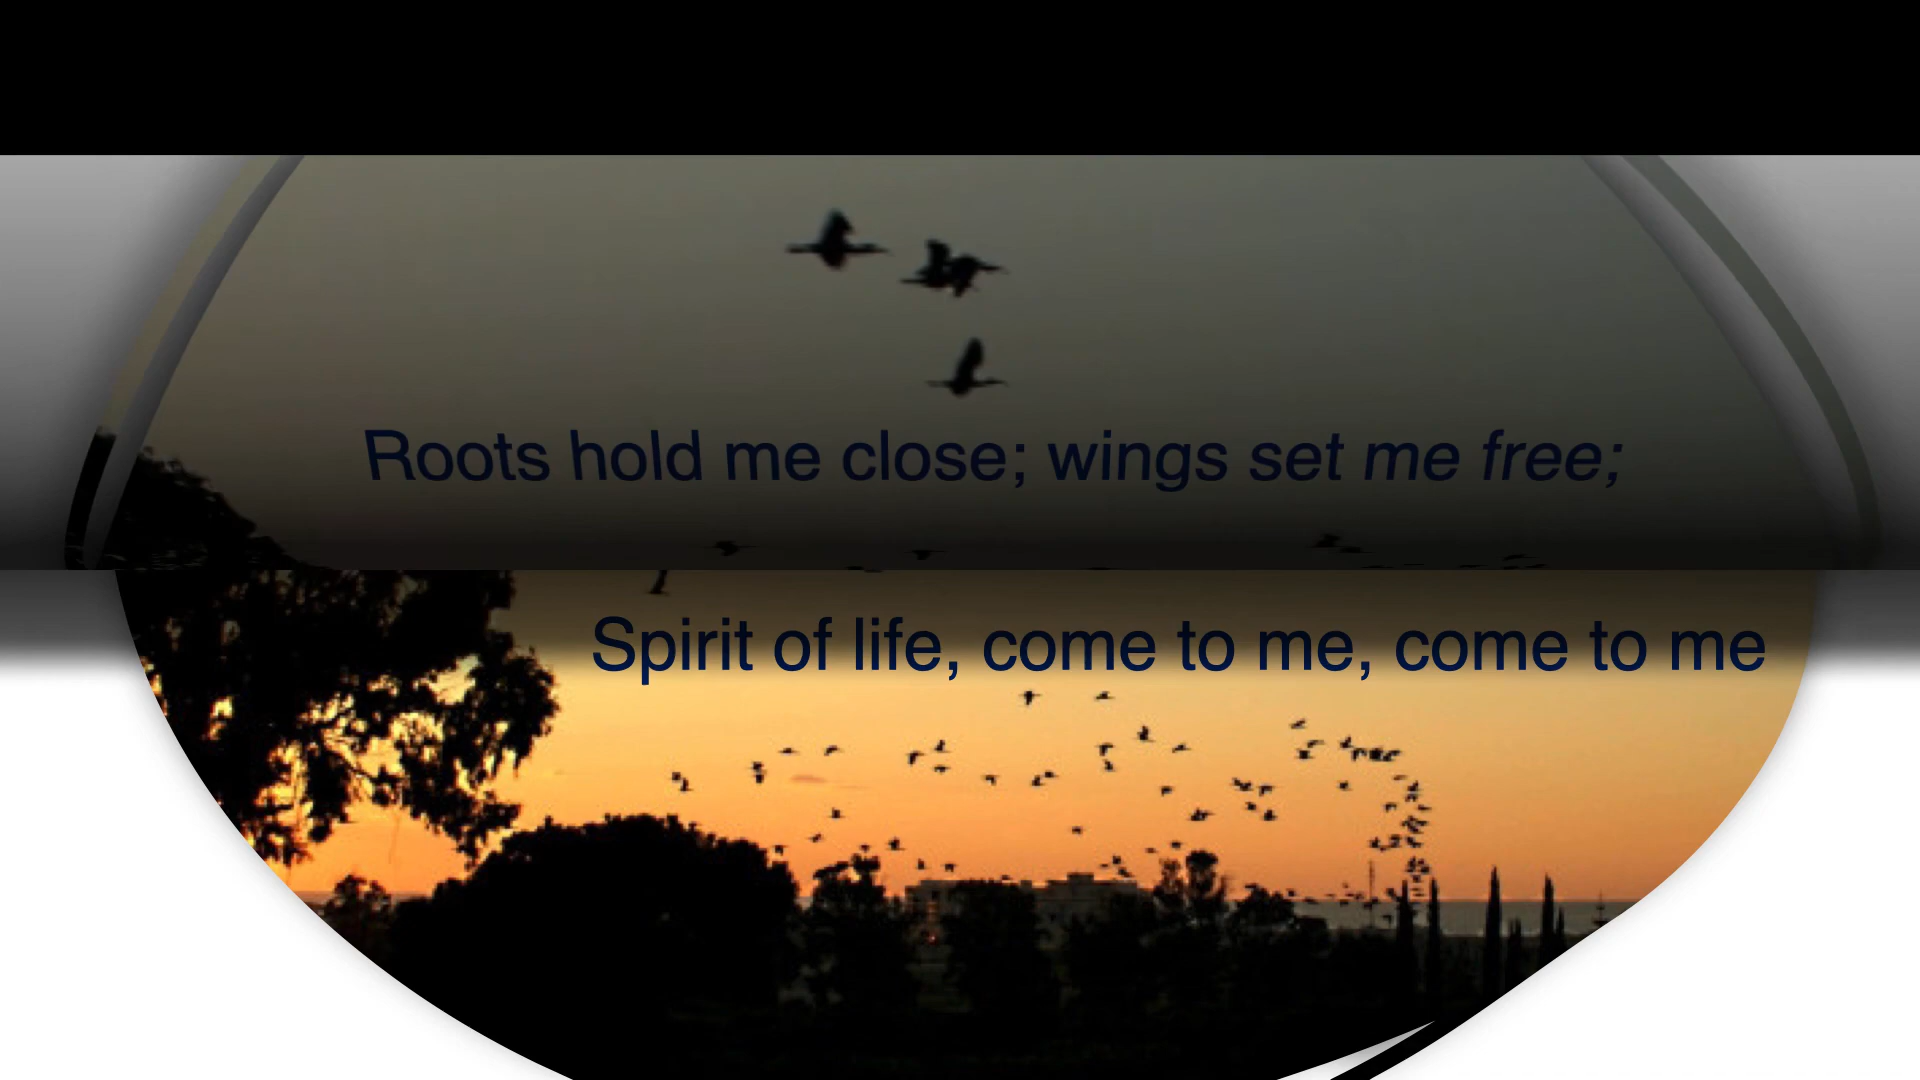 Roots hold me close; wings set me free;
Spirit of life, come to me, come to me